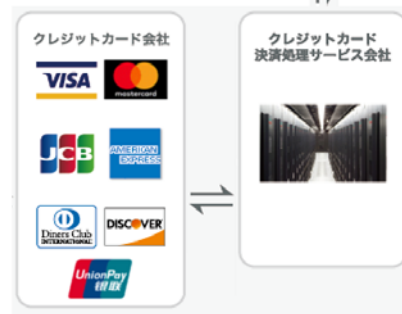 クレジットカード会社
VISA
mastercard
JCB
AMERICAN
EXPRESS
Diners Club
INTERNATIONAL
DISCOVER
UnionPay
银联
クレジットカード
決済処理サービス会社